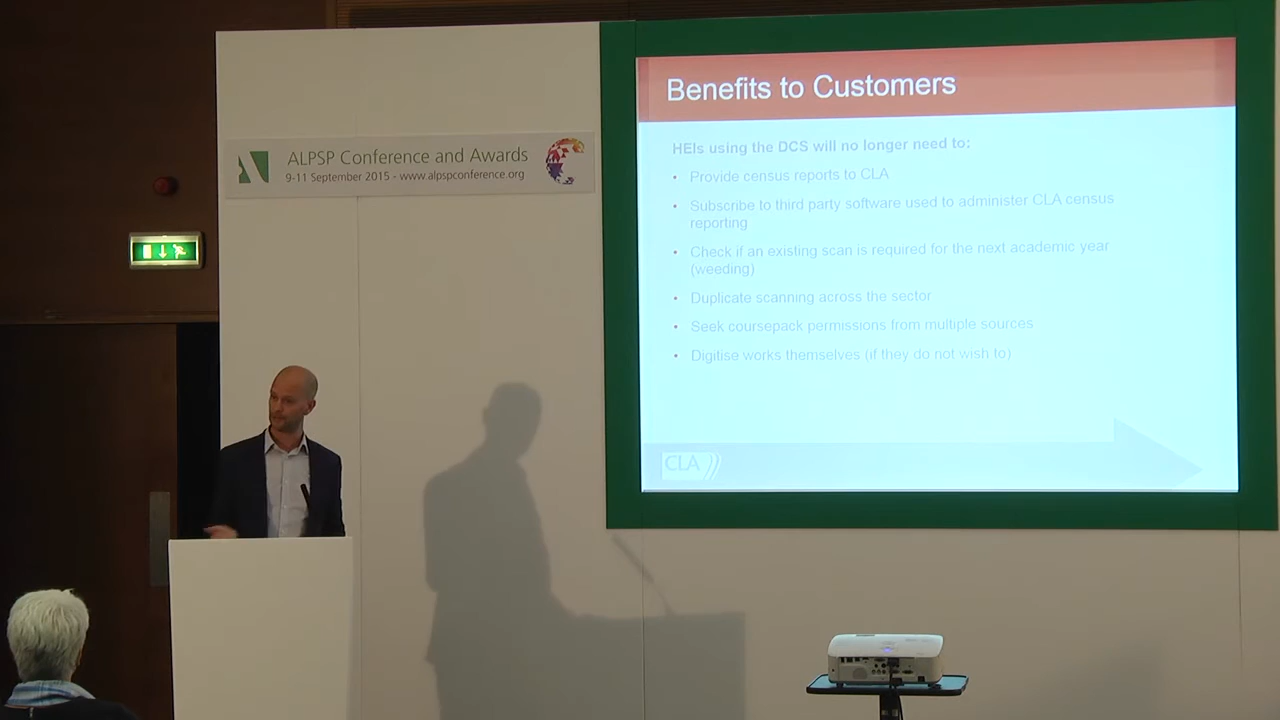 ALPSP Conference and Awards
9-11 September 2015 - www.alpspconference.org
Benefits to Customers
HEIs using the DCS will no longer need to:
• Provide census reports to CLA
• Subscribe to third party software used to administer CLA census
reporting
• Check if an existing scan is required for the next academic year
(weeding)
• Duplicate scanning across the sector
• Seek coursepack permissions from multiple sources
• Digitise works themselves (if they do not wish to)
CLA